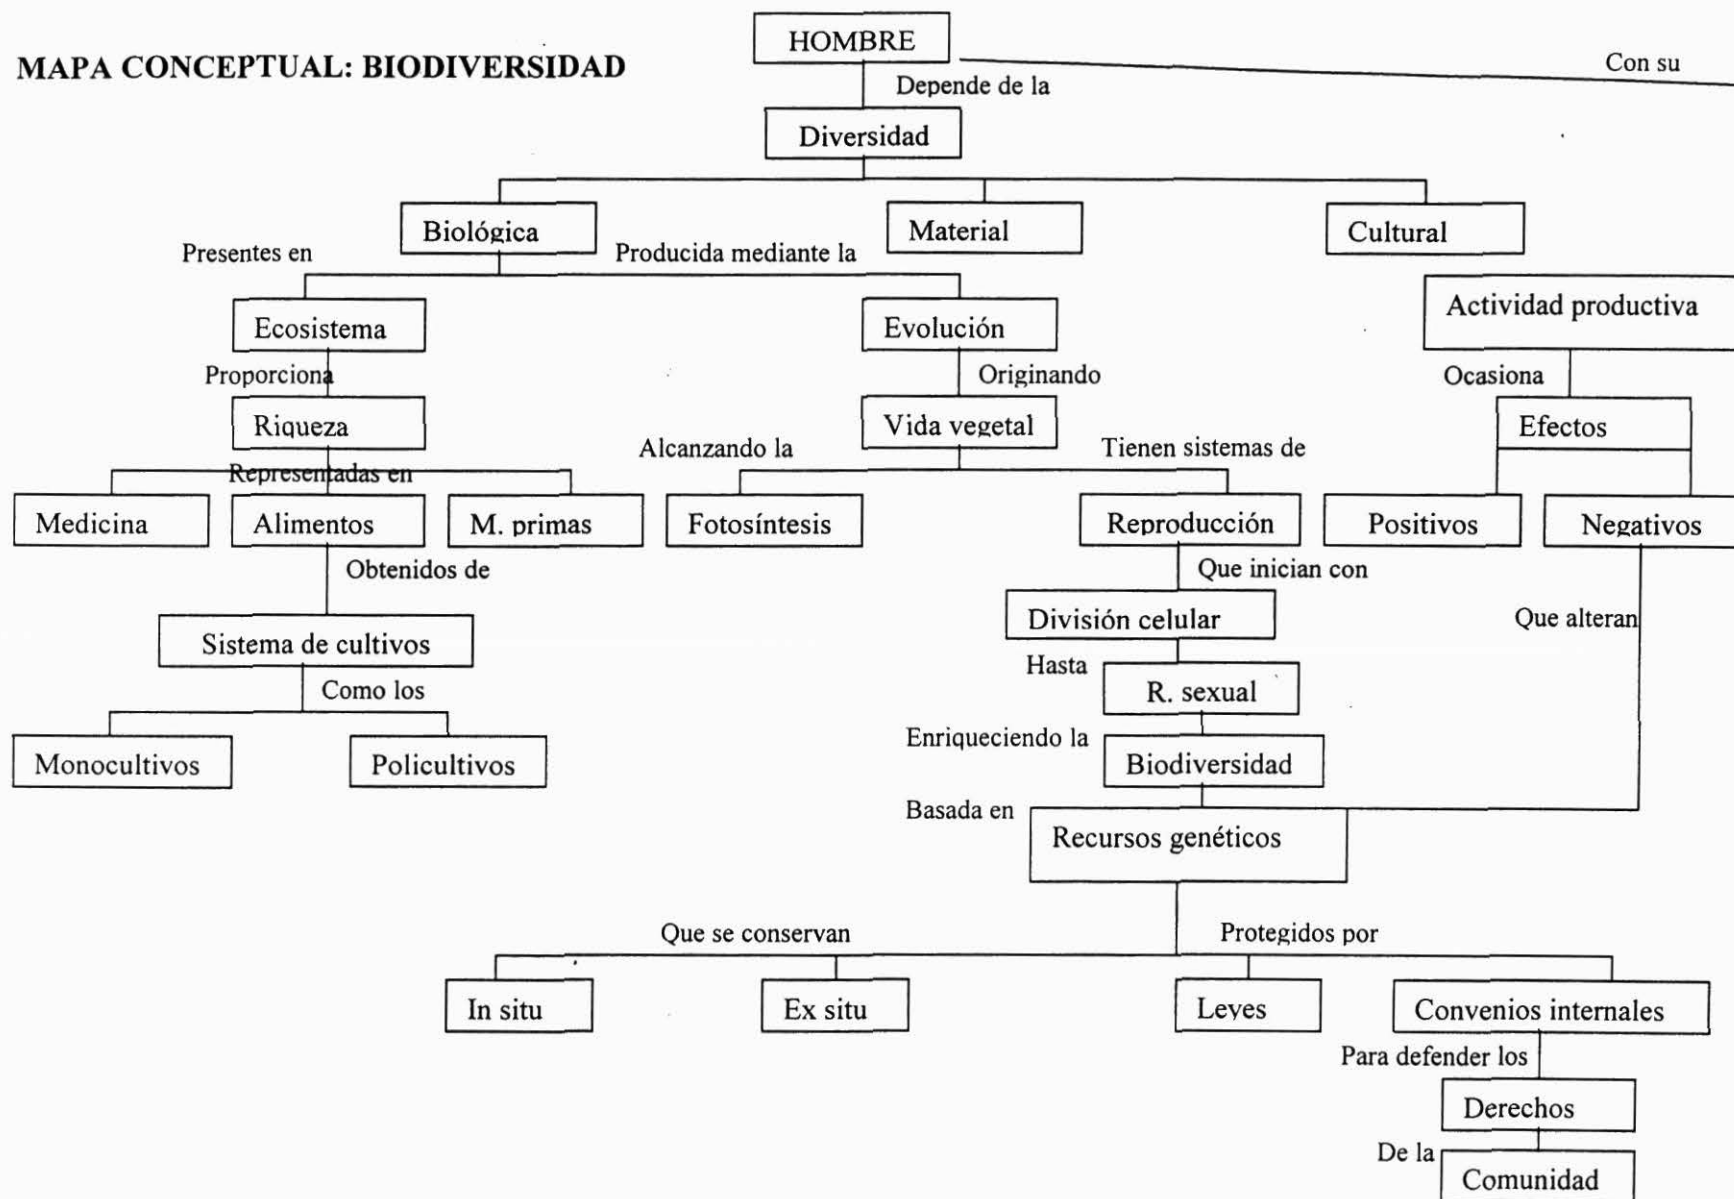 HOMBRE
MAPA CONCEPTUAL: BIODIVERSIDAD
Con su
Depende de la
Diversidad
Biológica
Material
Cultural
Presentes en
Producida mediante la
Ecosistema
Evolución
Actividad productiva
Proporciona
Originando
Ocasiona
Riqueza
Vida vegetal
Efectos
Alcanzando la
Tienen sistemas de
Representadas en
Medicina
Alimentos
M. primas
Fotosíntesis
Reproducción
Positivos
Negativos
Obtenidos de
Que inician con
Sistema de cultivos
División celular
Que alteran
Como los
Hasta
R. sexual
Enriqueciendo la
Monocultivos
Policultivos
Biodiversidad
Basada en
Recursos genéticos
Que se conservan
Protegidos por
In situ
Ex situ
Leyes
Convenios internales
Para defender los
Derechos
De la
Comunidad